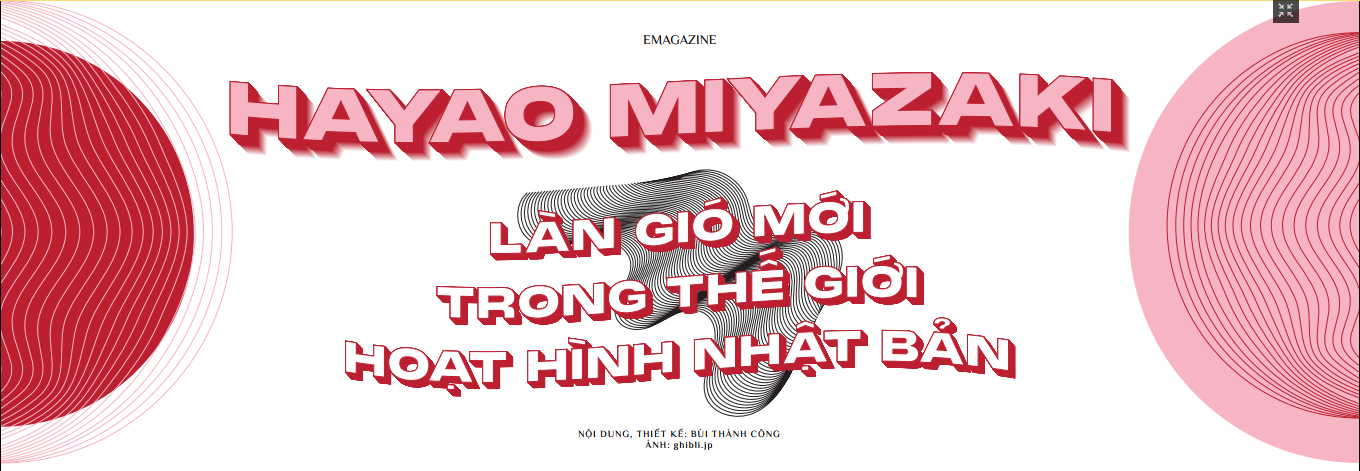 EMAGAZINE
HAYAO MIYAZAKI
LÀN GIÓ MỚI
TRONG THẾ GIỚI
HOẠT HÌNH NHẬT BẢN
NỘI DUNG, THIẾT KẾ: BÙI THÀNH CÔNG
ẢNH: ghibli.jp